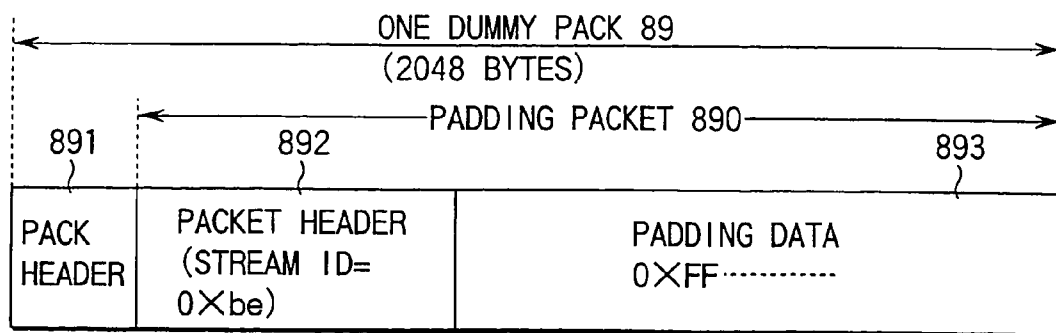 ONE DUMMY PACK 89
(2048 BYTES)
PADDING PACKET 890
891
892
893
PACK
HEADER
PACKET HEADER
(STREAM ID=
0×be)
PADDING DATA
0×FF············